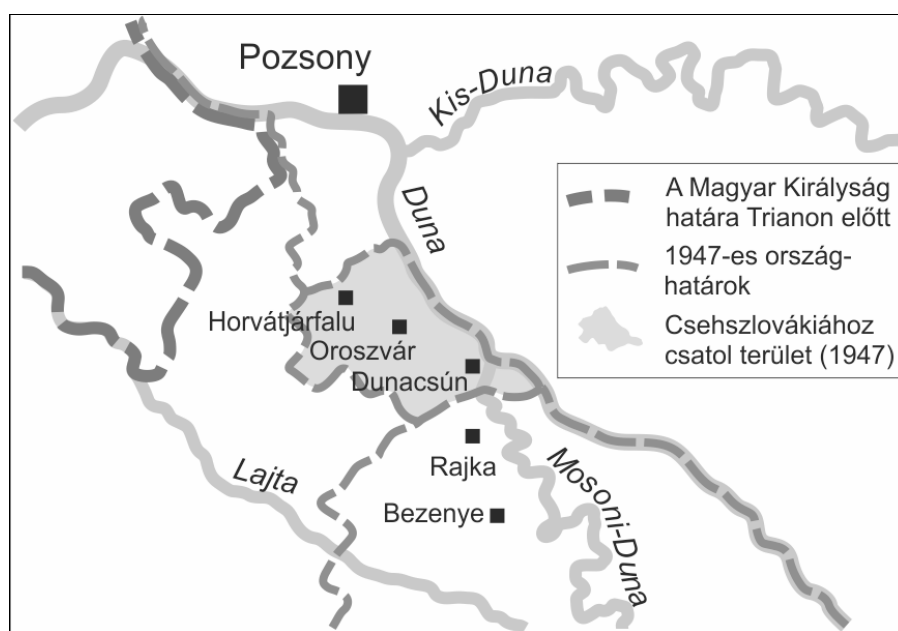 Pozsony
Kis-Duna
Duna
A Magyar Királyság
határa Trianon előtt
1947-es ország-
határok
Csehszlovákiához
csatol terület (1947)
Horvátjárfalu
Oroszvár
Dunacsún
Rajka
Lajta
Bezenye
Mosoni-Duna